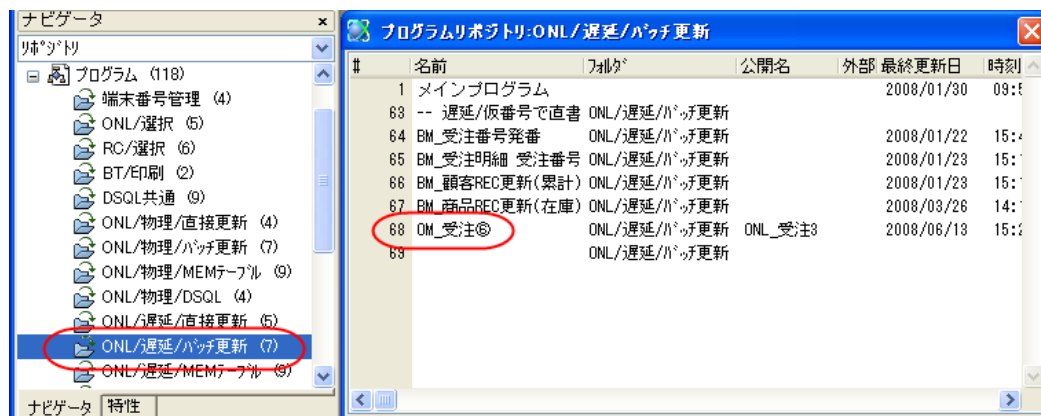 ナビゲータ ×
リポジトリ
プログラム (118)
端末番号管理 (4)
ONL/選択 (5)
RC/選択 (6)
BT/印刷 (2)
DSQL共通 (9)
ONL/物理/直接更新 (4)
ONL/物理/バッチ更新 (7)
ONL/物理/MEMテーブル (9)
ONL/物理/DSQL (4)
ONL/遅延/直接更新 (5)
ONL/遅延/バッチ更新 (7)
ONL/遅延/MEMテーブル (9)
ナビゲータ 特性
プログラムリポジトリ:ONL/遅延/バッチ更新
# 名前 フォルダ 公開名 外部 最終更新日 時刻
1 メインプログラム 2008/01/30 09:
63 -- 遅延/仮番号で直書 ONL/遅延/バッチ更新
64 BM_受注番号発番 ONL/遅延/バッチ更新 2008/01/22 15:
65 BM_受注明細 受注番号 ONL/遅延/バッチ更新 2008/01/23 15:
66 BM_顧客REC更新(累計) ONL/遅延/バッチ更新 2008/01/23 15:
67 BM_商品REC更新(在庫) ONL/遅延/バッチ更新 2008/03/26 14:
68 OM_受注⑥ ONL/遅延/バッチ更新 ONL_受注3 2008/06/13 15:2
69 ONL/遅延/バッチ更新